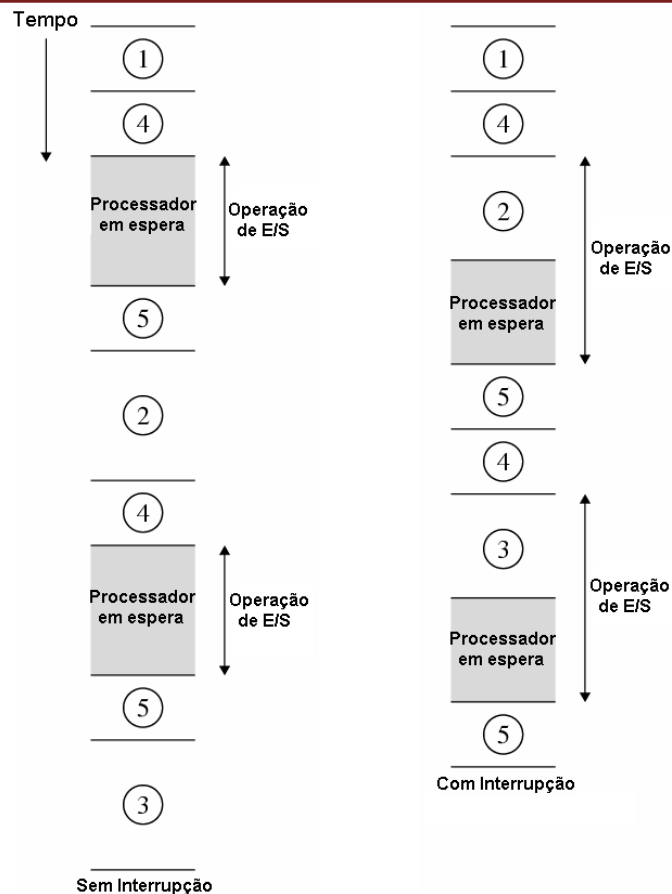 Tempo
1
4
Processador
em espera
Operação
de E/S
5
2
4
Processador
em espera
Operação
de E/S
5
3
Sem Interrupção
1
4
2
Operação
de E/S
Processador
em espera
5
4
3
Operação
de E/S
Processador
em espera
5
Com Interrupção